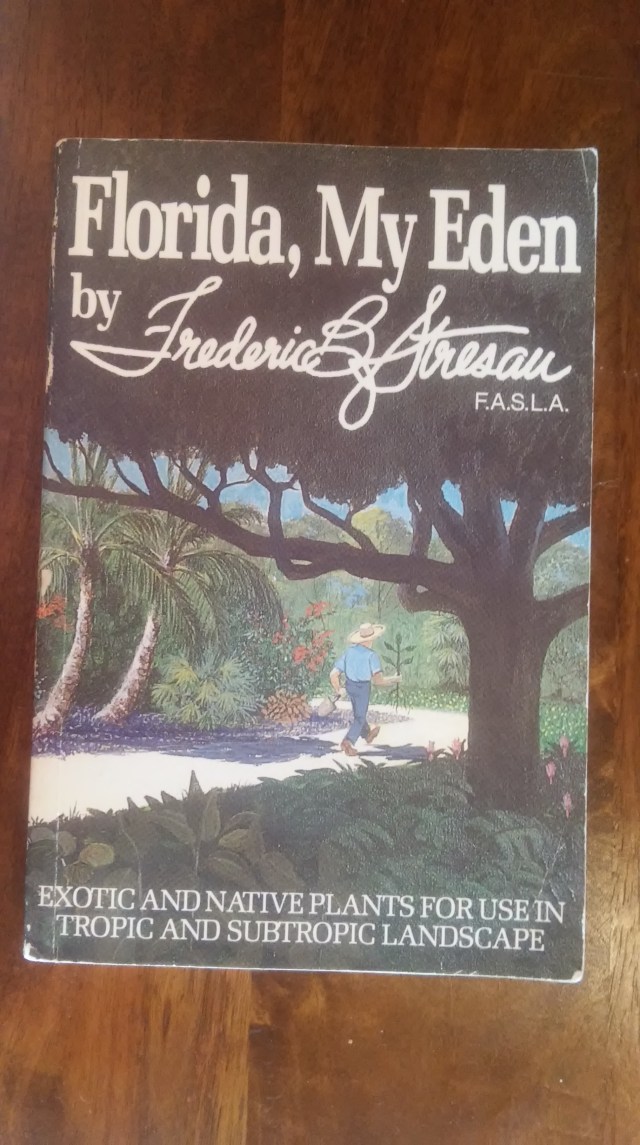 Florida, My Eden
by Frederic B. Stresau
F.A.S.L.A.
EXOTIC AND NATIVE PLANTS FOR USE IN
TROPIC AND SUBTROPIC LANDSCAPE